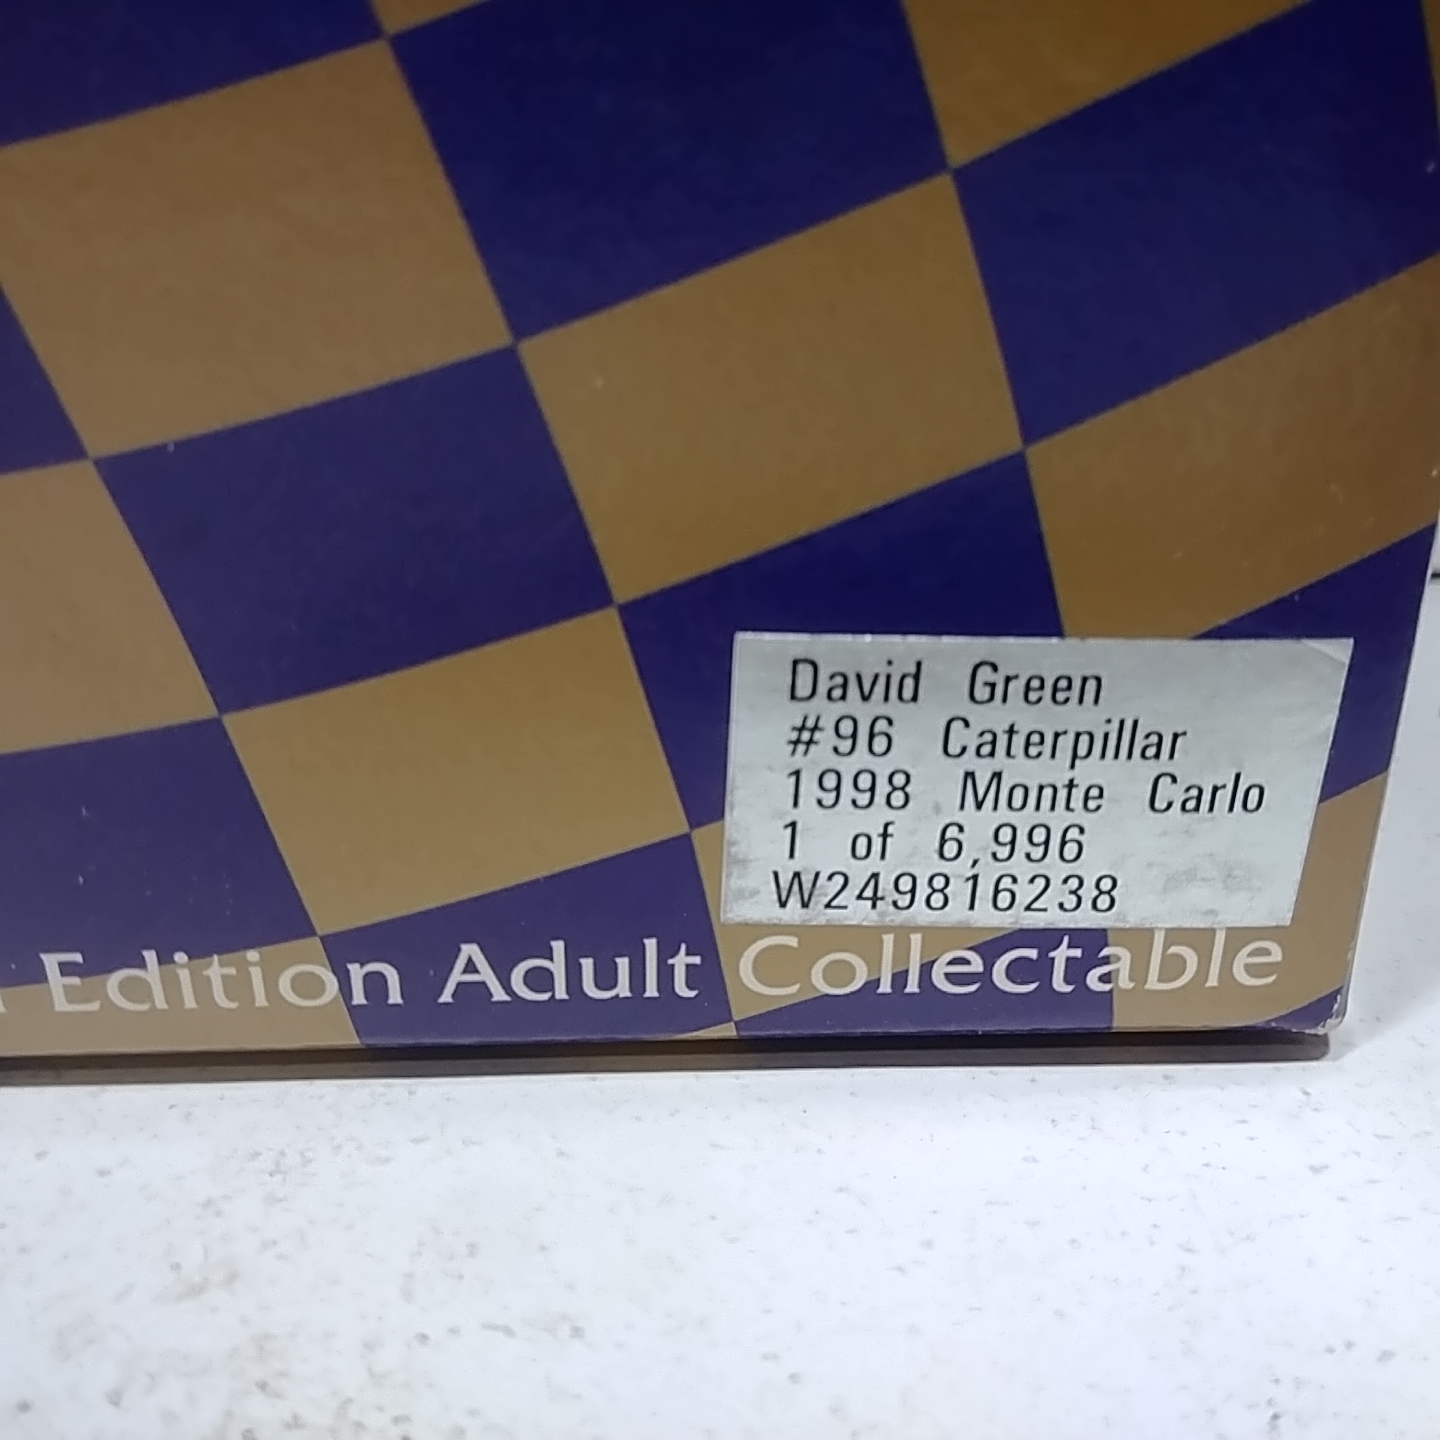 David Green
#96 Caterpillar
1998 Monte Carlo
1 of 6,996
W249816238
Edition Adult Collectable